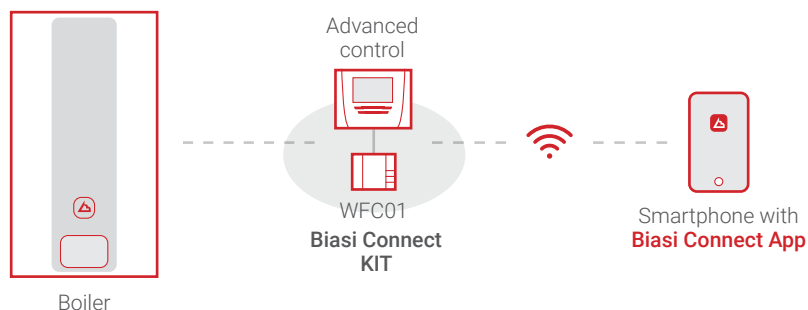 Advanced
control
WFC01
Biasi Connect
KIT
Smartphone with
Biasi Connect App
Boiler